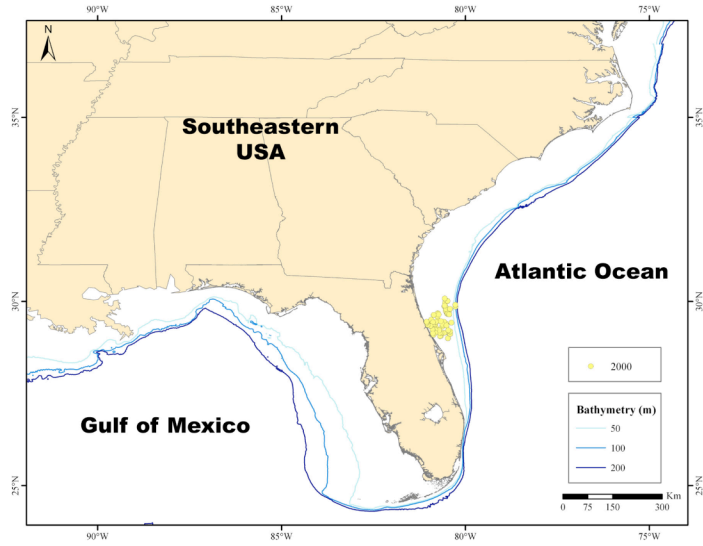 90°W
85°W
80°W
75°W
N
35°N
35°N
Southeastern
USA
Atlantic Ocean
30°N
30°N
2000
Gulf of Mexico
Bathymetry (m)
50
100
200
25°N
25°N
Km
0 75 150 300
90°W
85°W
80°W
75°W